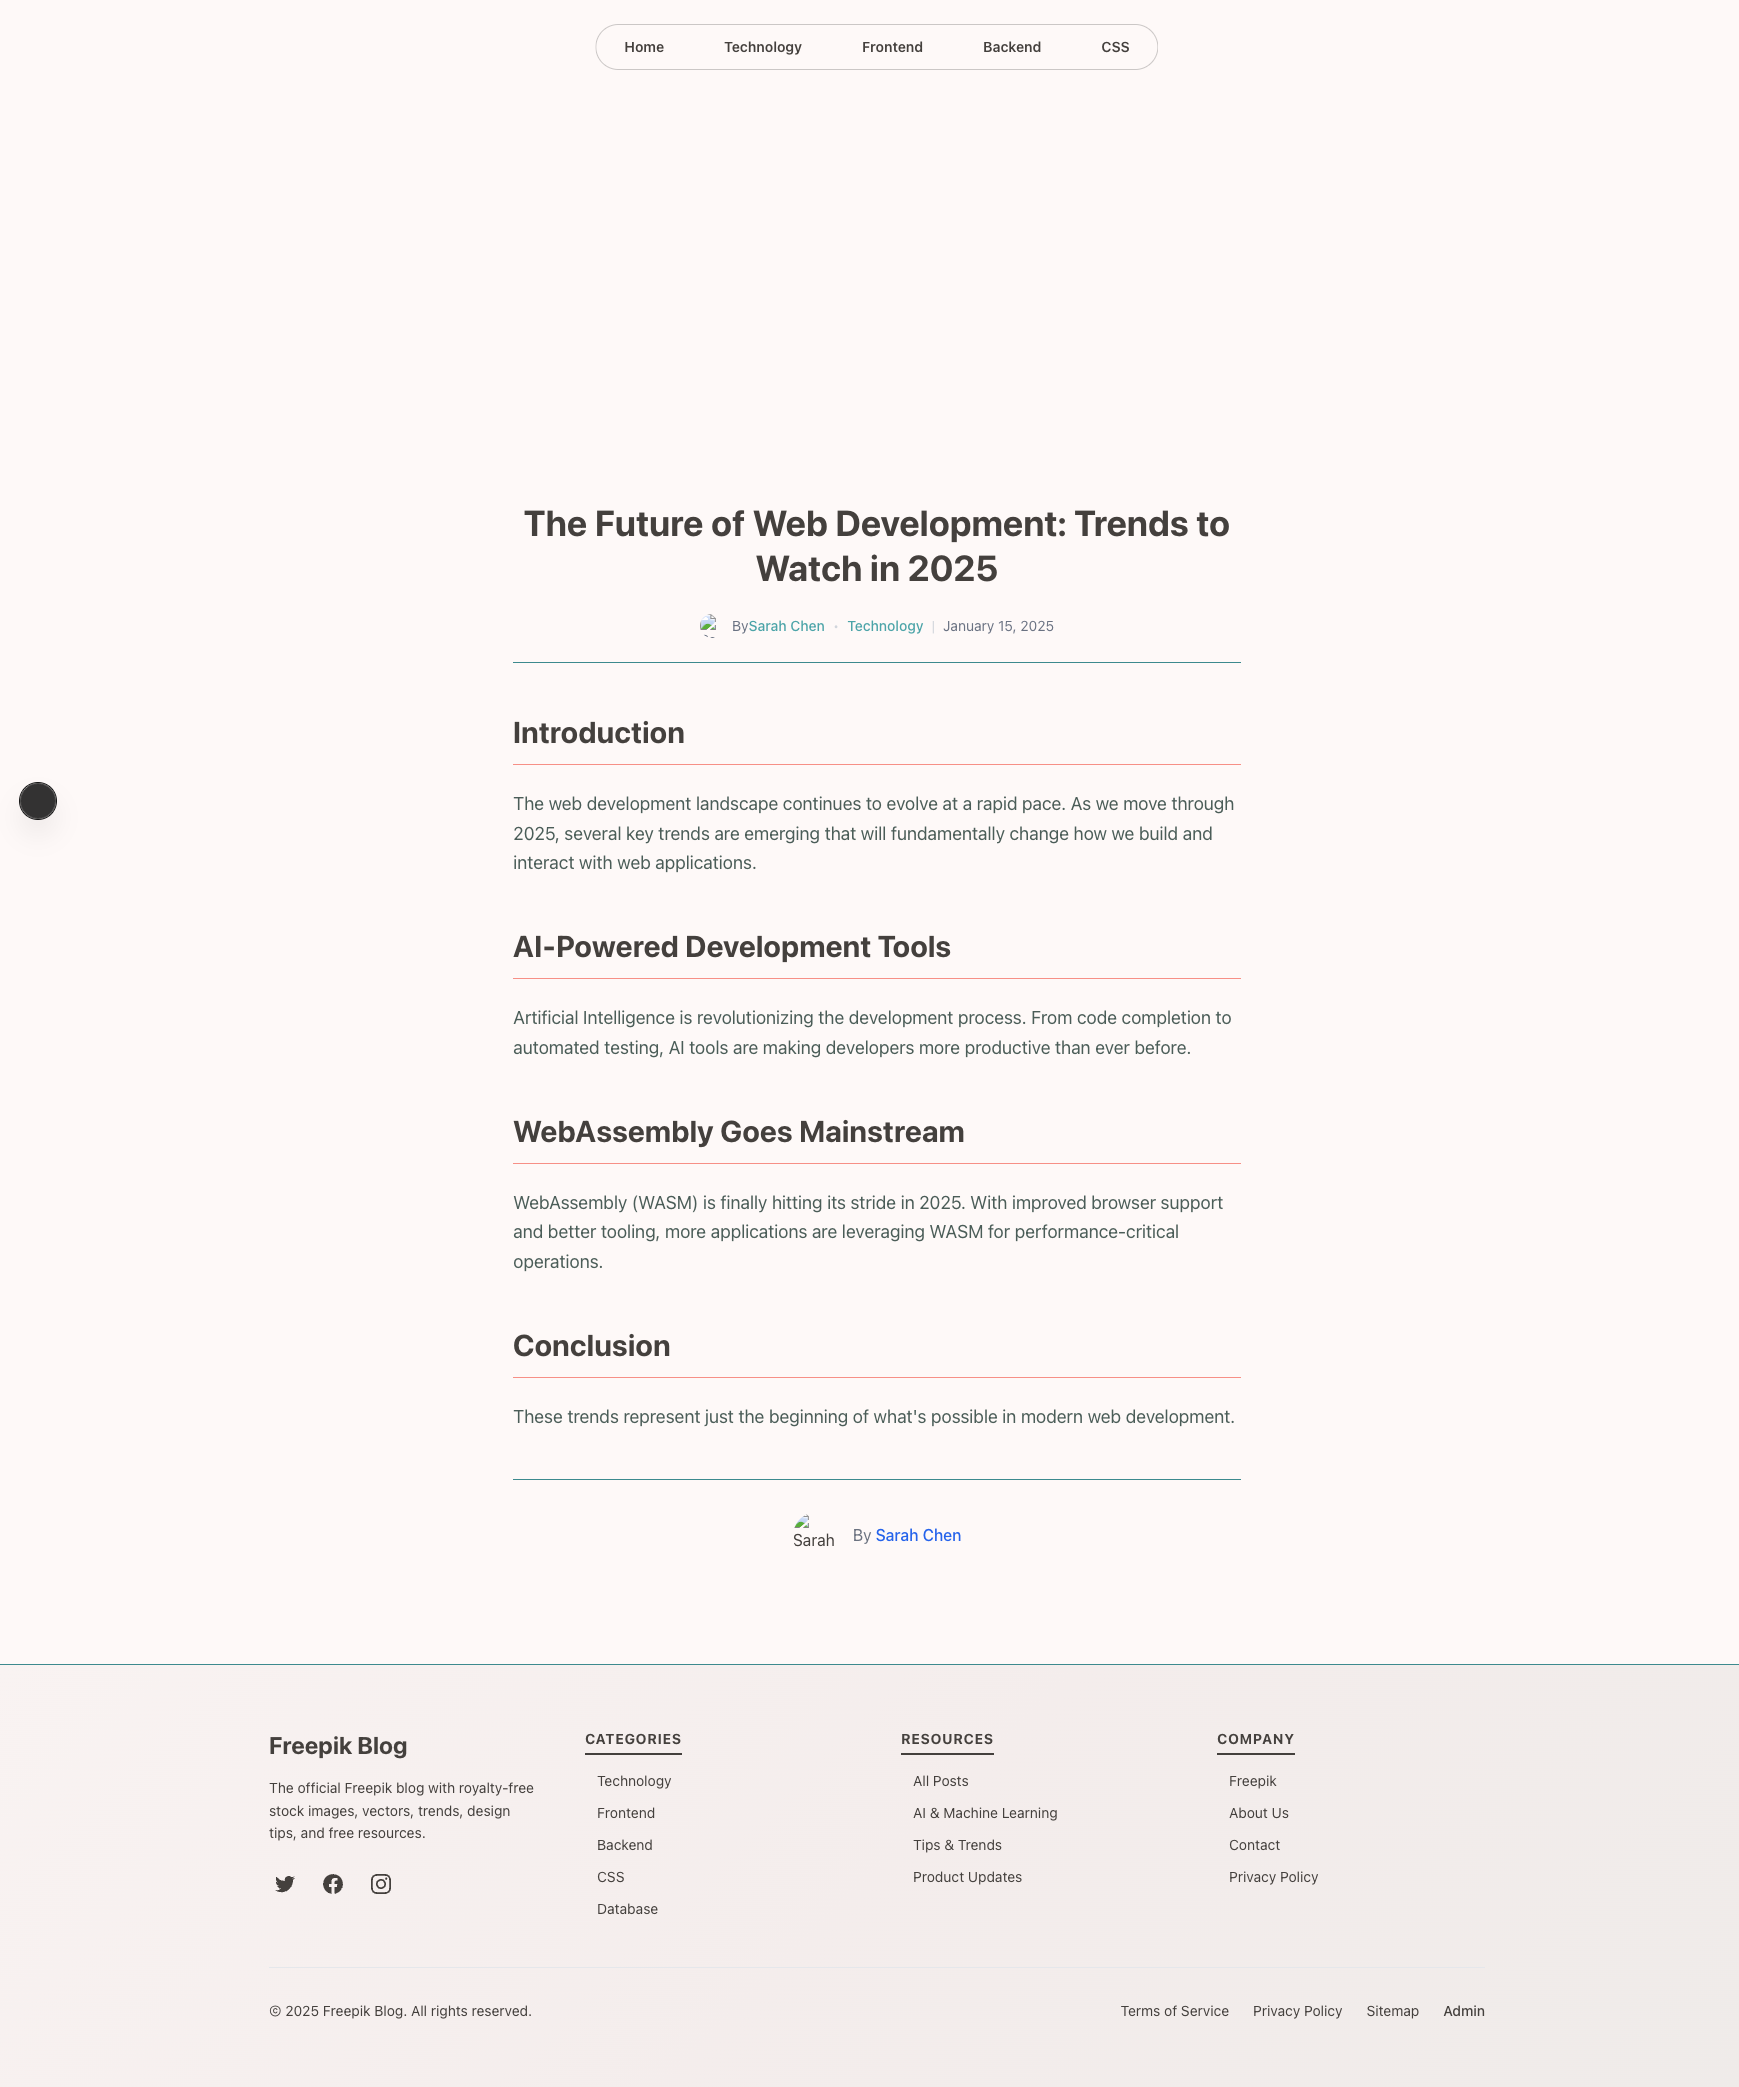 Home Technology Frontend Backend CSS
The Future of Web Development: Trends to
Watch in 2025
BySarah Chen · Technology | January 15, 2025
Introduction
The web development landscape continues to evolve at a rapid pace. As we move through
2025, several key trends are emerging that will fundamentally change how we build and
interact with web applications.
AI-Powered Development Tools
Artificial Intelligence is revolutionizing the development process. From code completion to
automated testing, AI tools are making developers more productive than ever before.
WebAssembly Goes Mainstream
WebAssembly (WASM) is finally hitting its stride in 2025. With improved browser support
and better tooling, more applications are leveraging WASM for performance-critical
operations.
Conclusion
These trends represent just the beginning of what's possible in modern web development.
Sarah
By Sarah Chen
Freepik Blog
The official Freepik blog with royalty-free
stock images, vectors, trends, design
tips, and free resources.
CATEGORIES
Technology
Frontend
Backend
CSS
Database
RESOURCES
All Posts
AI & Machine Learning
Tips & Trends
Product Updates
COMPANY
Freepik
About Us
Contact
Privacy Policy
© 2025 Freepik Blog. All rights reserved.
Terms of Service Privacy Policy Sitemap Admin